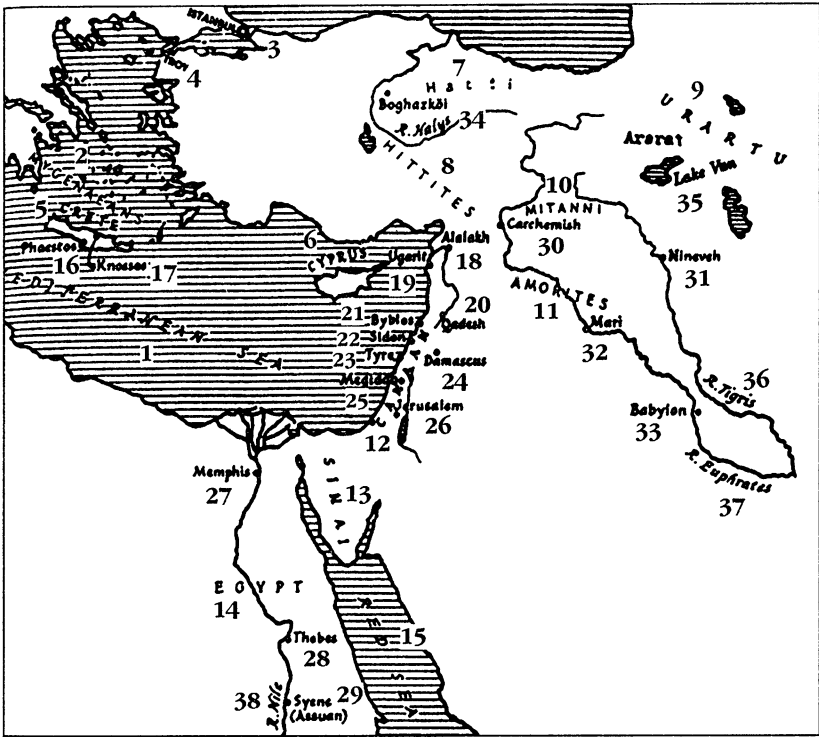 ISTANBUL
3
TROY
4
7
Hatti
Boghazköi
R. Halys
34
8
HITTITES
9
URARTU
Ararat
Lake Van
35
2
MYCENAEANS
5
CRETE
Phaestos
16
Knossos
17
6
CYPRUS
Ugarit
19
Alalakh
18
10
MITANNI
Carchemish
30
Nineveh
31
AMORITES
11
Mari
32
20
Qadesh
21
Byblos
22
Sidon
23
Tyre
Damascus
24
CANAAN
25
Jerusalem
26
12
1
MEDITERRANEAN SEA
36
R. Tigris
Babylon
33
R. Euphrates
37
Memphis
27
SINAI
13
EGYPT
14
RED SEA
15
Thebes
28
29
38
R. Nile
Syene
(Assuan)